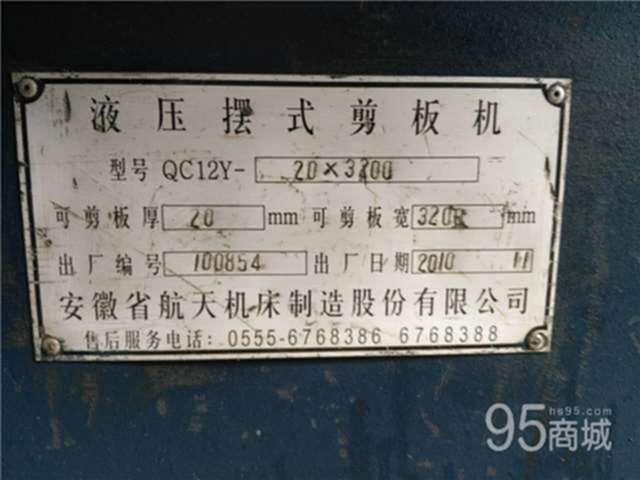 液压摆式剪板机
型号 QC12Y- 20×3200
可剪板厚 20 mm 可剪板宽 3200 mm
出厂编号 100854 出厂日期 2010 11
安徽省航天机床制造股份有限公司
售后服务电话: 0555-6768386 6768388
hs95.com
95商城